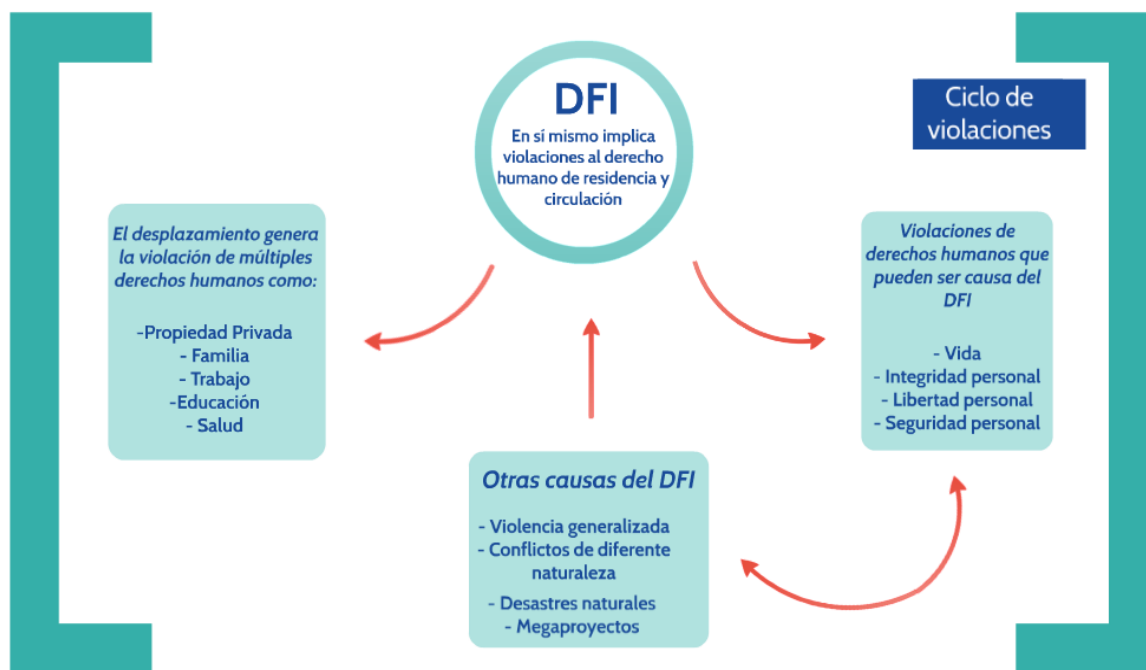 DFI
En sí mismo implica
violaciones al derecho
humano de residencia y
circulación
Ciclo de
violaciones
El desplazamiento genera
la violación de múltiples
derechos humanos como:
-Propiedad Privada
- Familia
- Trabajo
-Educación
- Salud
Violaciones de
derechos humanos que
pueden ser causa del
DFI
- Vida
- Integridad personal
- Libertad personal
- Seguridad personal
Otras causas del DFI
- Violencia generalizada
- Conflictos de diferente
naturaleza
- Desastres naturales
- Megaproyectos